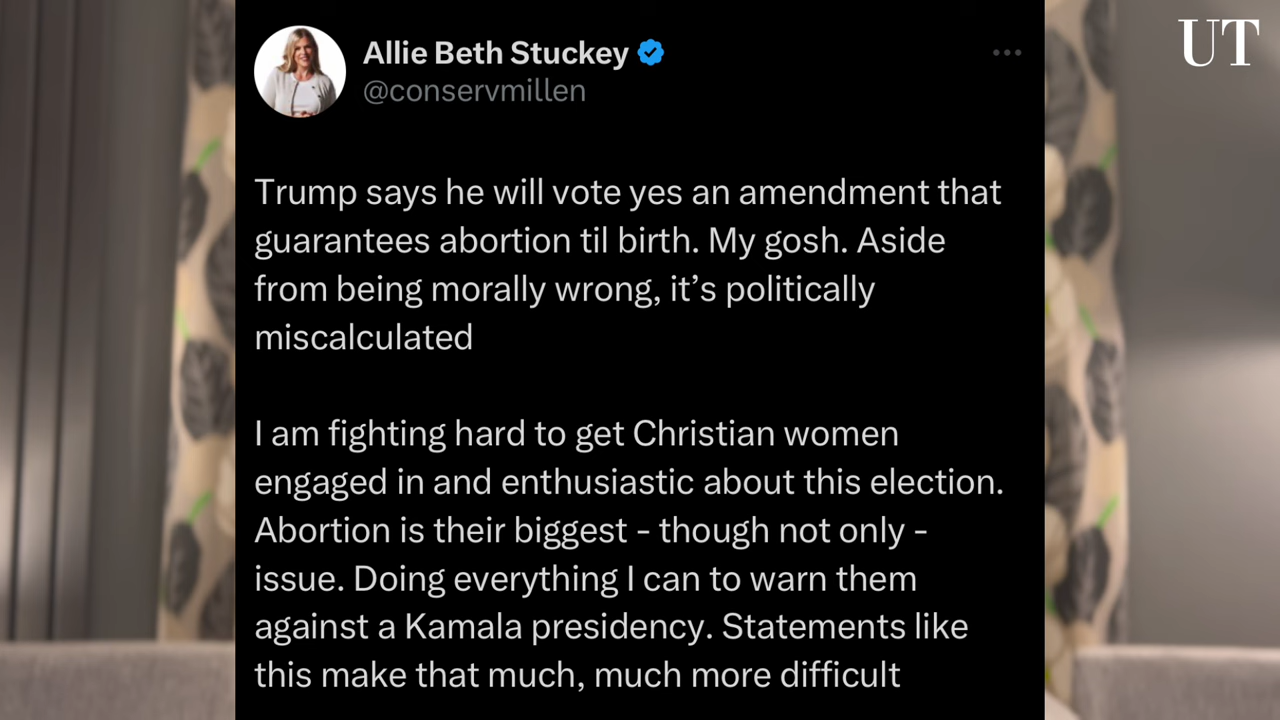 UT
Allie Beth Stuckey
@conservmillen
Trump says he will vote yes an amendment that
guarantees abortion til birth. My gosh. Aside
from being morally wrong, it's politically
miscalculated
I am fighting hard to get Christian women
engaged in and enthusiastic about this election.
Abortion is their biggest - though not only -
issue. Doing everything I can to warn them
against a Kamala presidency. Statements like
this make that much, much more difficult